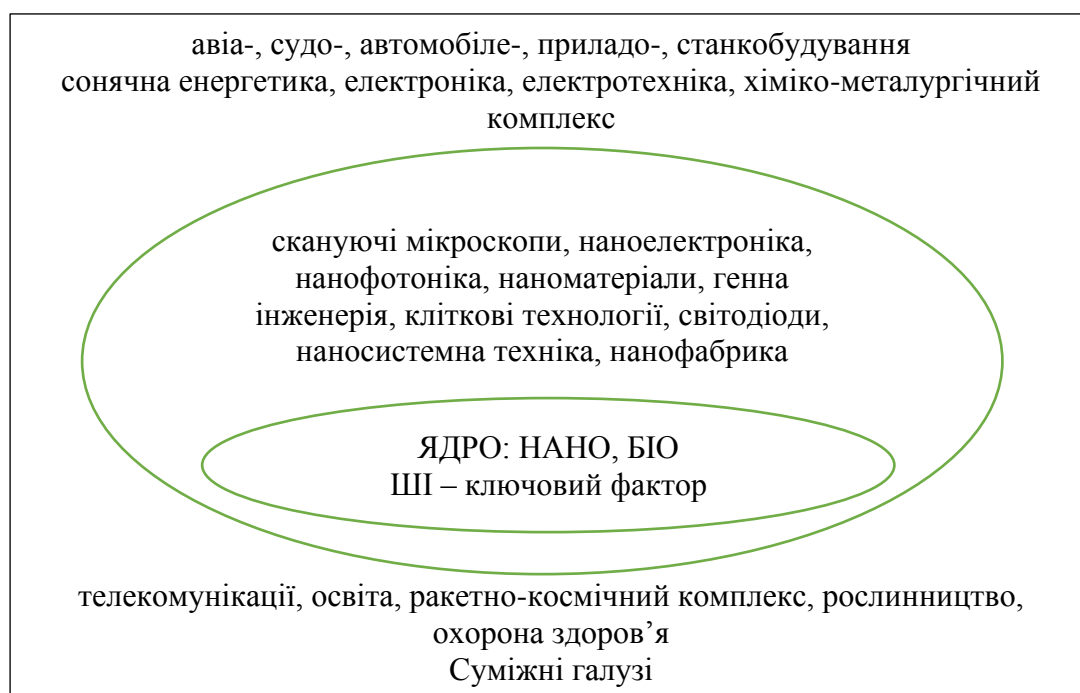 авіа-, судо-, автомобіле-, приладо-, станкобудування
сонячна енергетика, електроніка, електротехніка, хіміко-металургічний
комплекс
скануючі мікроскопи, наноелектроніка,
нанофотоніка, наноматеріали, генна
інженерія, кліткові технології, світодіоди,
наносистемна техніка, нанофабрика
ЯДРО: НАНО, БІО
ШІ – ключовий фактор
телекомунікації, освіта, ракетно-космічний комплекс, рослинництво,
охорона здоров’я
Суміжні галузі